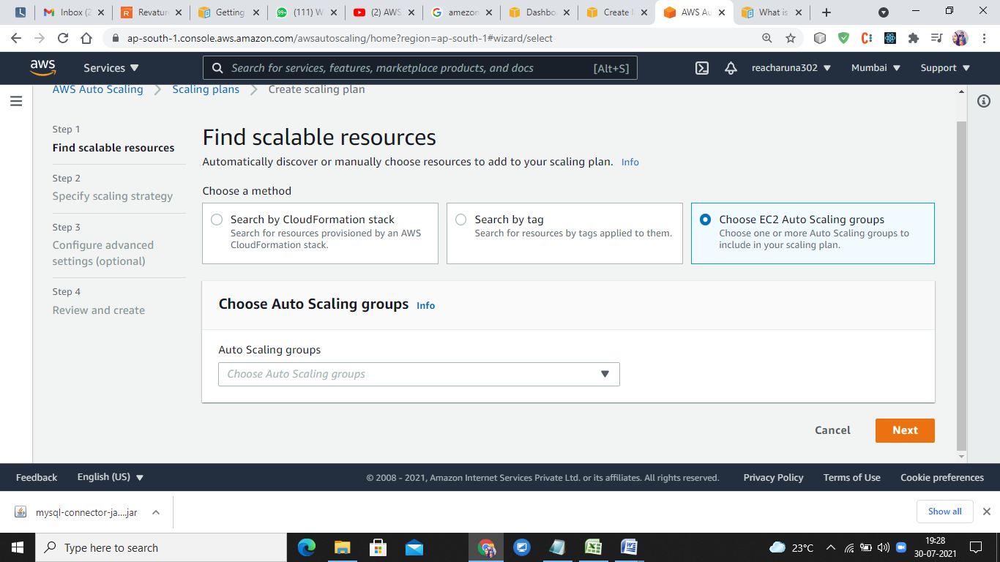 Inbox (2
Revatur
Getting
99+
(111) W
(2) AWS
amezon
Dashbo
Create l
AWS Au
What is
ap-south-1.console.aws.amazon.com/awsautoscaling/home?region=ap-south-1#wizard/select
aws
Services
Search for services, features, marketplace products, and docs
[Alt+S]
reacharuna302
Mumbai
Support
AWS Auto Scaling
Scaling plans
Create scaling plan
Step 1
Find scalable resources
Step 2
Specify scaling strategy
Step 3
Configure advanced
settings (optional)
Step 4
Review and create
Find scalable resources
Automatically discover or manually choose resources to add to your scaling plan. Info
Choose a method
Search by CloudFormation stack
Search for resources provisioned by an AWS
CloudFormation stack.
Search by tag
Search for resources by tags applied to them.
Choose EC2 Auto Scaling groups
Choose one or more Auto Scaling groups to
include in your scaling plan.
Choose Auto Scaling groups Info
Auto Scaling groups
Choose Auto Scaling groups
Cancel
Next
Feedback
English (US)
© 2008 - 2021, Amazon Internet Services Private Ltd. or its affiliates. All rights reserved.
Privacy Policy
Terms of Use
Cookie preferences
mysql-connector-ja....jar
Show all
Type here to search
23°C
19:28
30-07-2021